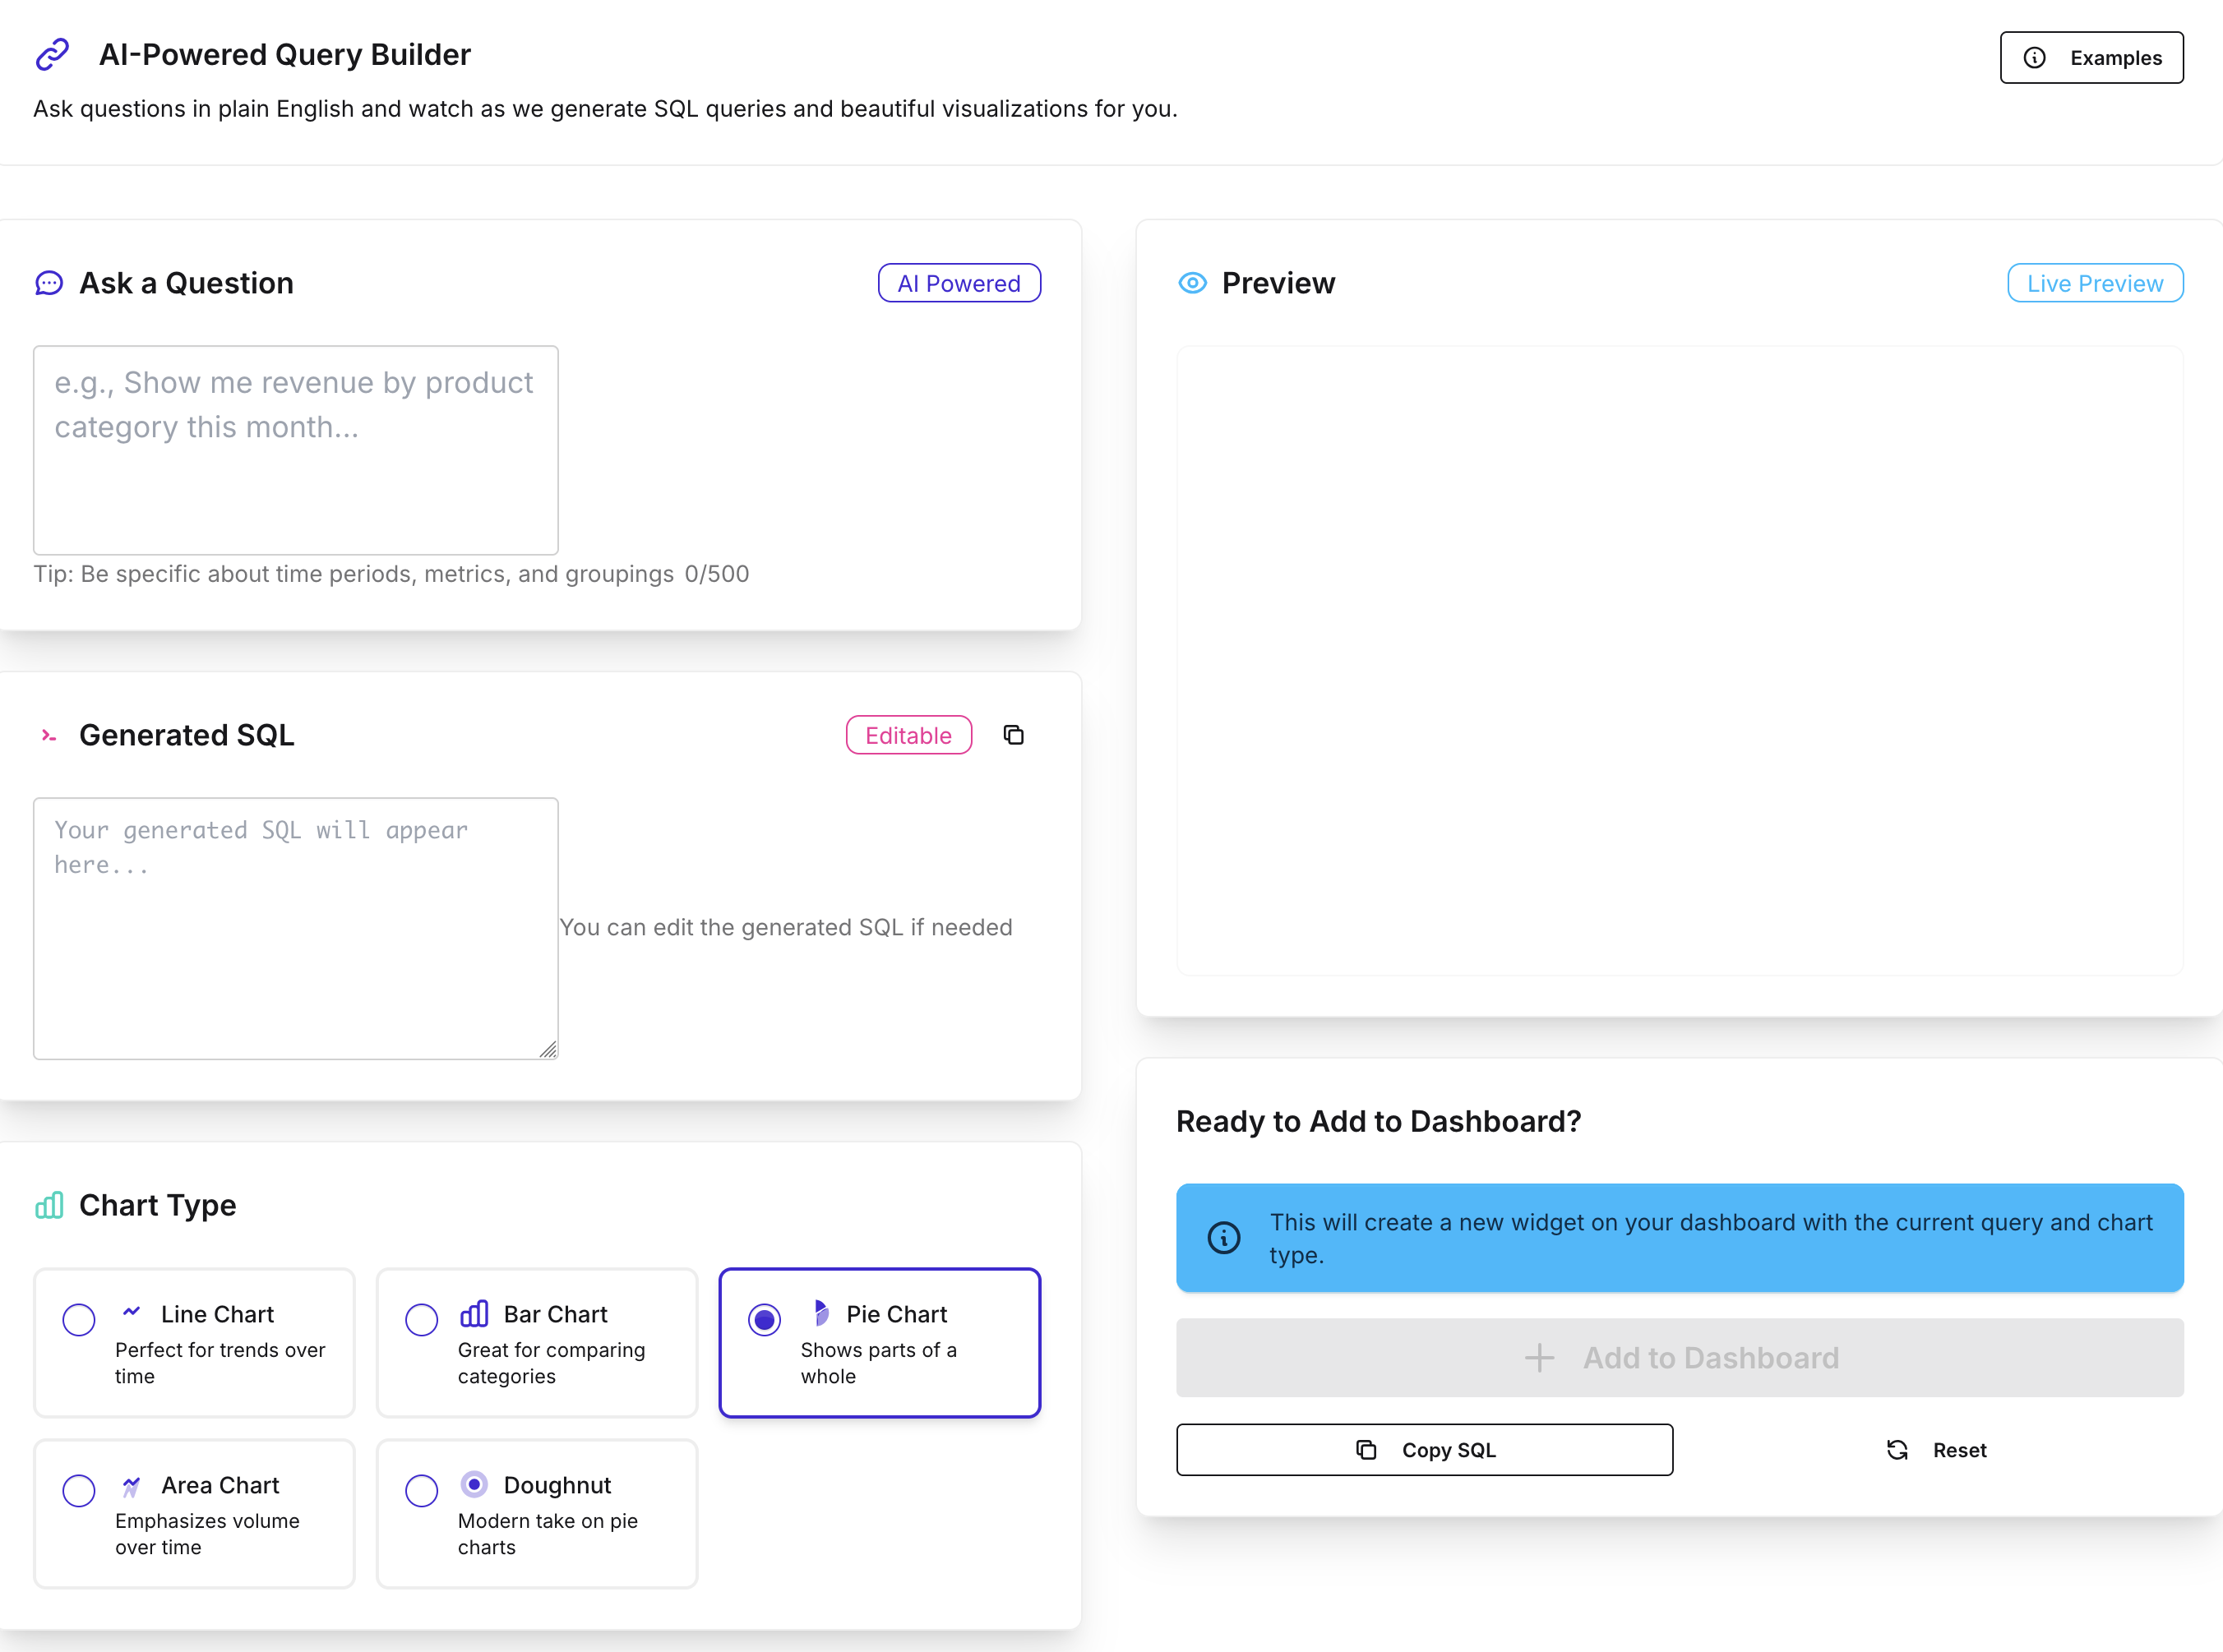 AI-Powered Query Builder
Examples
Ask questions in plain English and watch as we generate SQL queries and beautiful visualizations for you.
Ask a Question
AI Powered
e.g., Show me revenue by product
category this month...
Tip: Be specific about time periods, metrics, and groupings 0/500
Generated SQL
Editable
Your generated SQL will appear
here...
You can edit the generated SQL if needed
Chart Type
Line Chart
Perfect for trends over
time
Bar Chart
Great for comparing
categories
Pie Chart
Shows parts of a
whole
Area Chart
Emphasizes volume
over time
Doughnut
Modern take on pie
charts
Preview
Live Preview
Ready to Add to Dashboard?
This will create a new widget on your dashboard with the current query and chart
type.
Add to Dashboard
Copy SQL
Reset